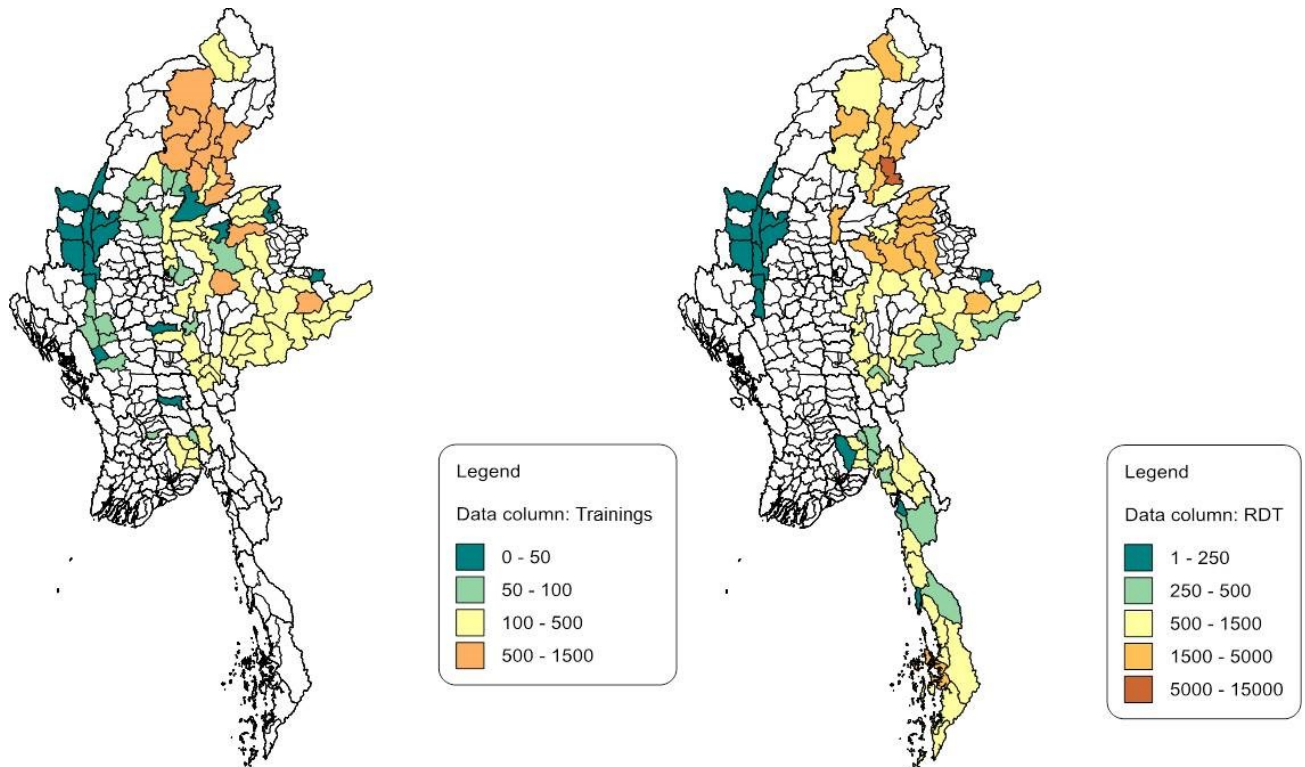 Legend
Data column: Trainings
0 - 50
50 - 100
100 - 500
500 - 1500
Legend
Data column: RDT
1 - 250
250 - 500
500 - 1500
1500 - 5000
5000 - 15000